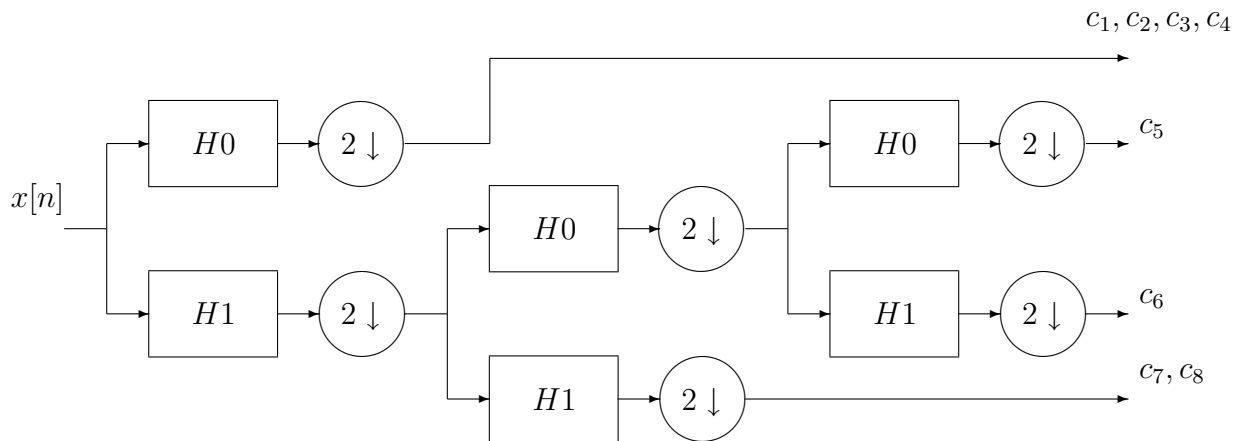 c₁, c₂, c₃, c₄
H0
2 ↓
H0
2 ↓
c₅
x[n]
H0
2 ↓
H1
2 ↓
H1
2 ↓
c₆
H1
2 ↓
c₇, c₈